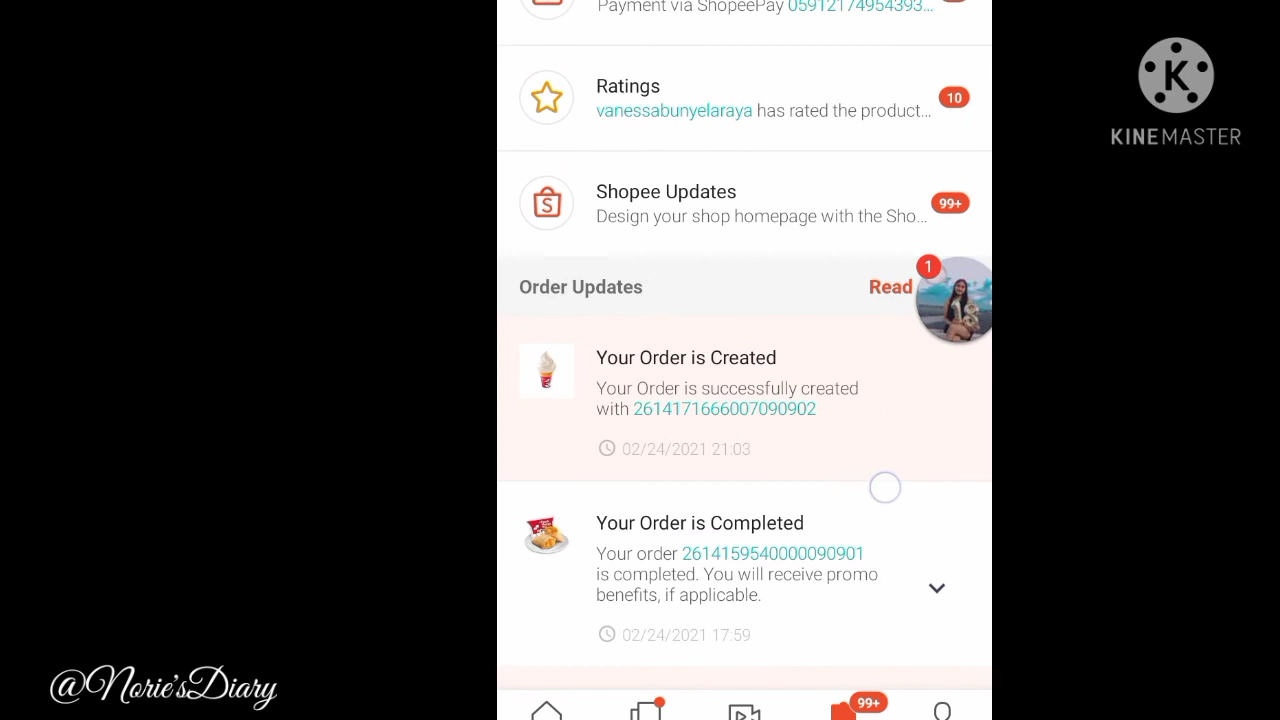 Payment via ShopeePay 05912174954393...
Ratings
10
vanessabunyelaraya has rated the product...
K
KINEMASTER
Shopee Updates
99+
Design your shop homepage with the Sho...
1
Order Updates
Read
Your Order is Created
Your Order is successfully created
with 2614171666007090902
02/24/2021 21:03
Your Order is Completed
Your order 2614159540000090901
is completed. You will receive promo
benefits, if applicable.
02/24/2021 17:59
@Norie'sDiary
99+